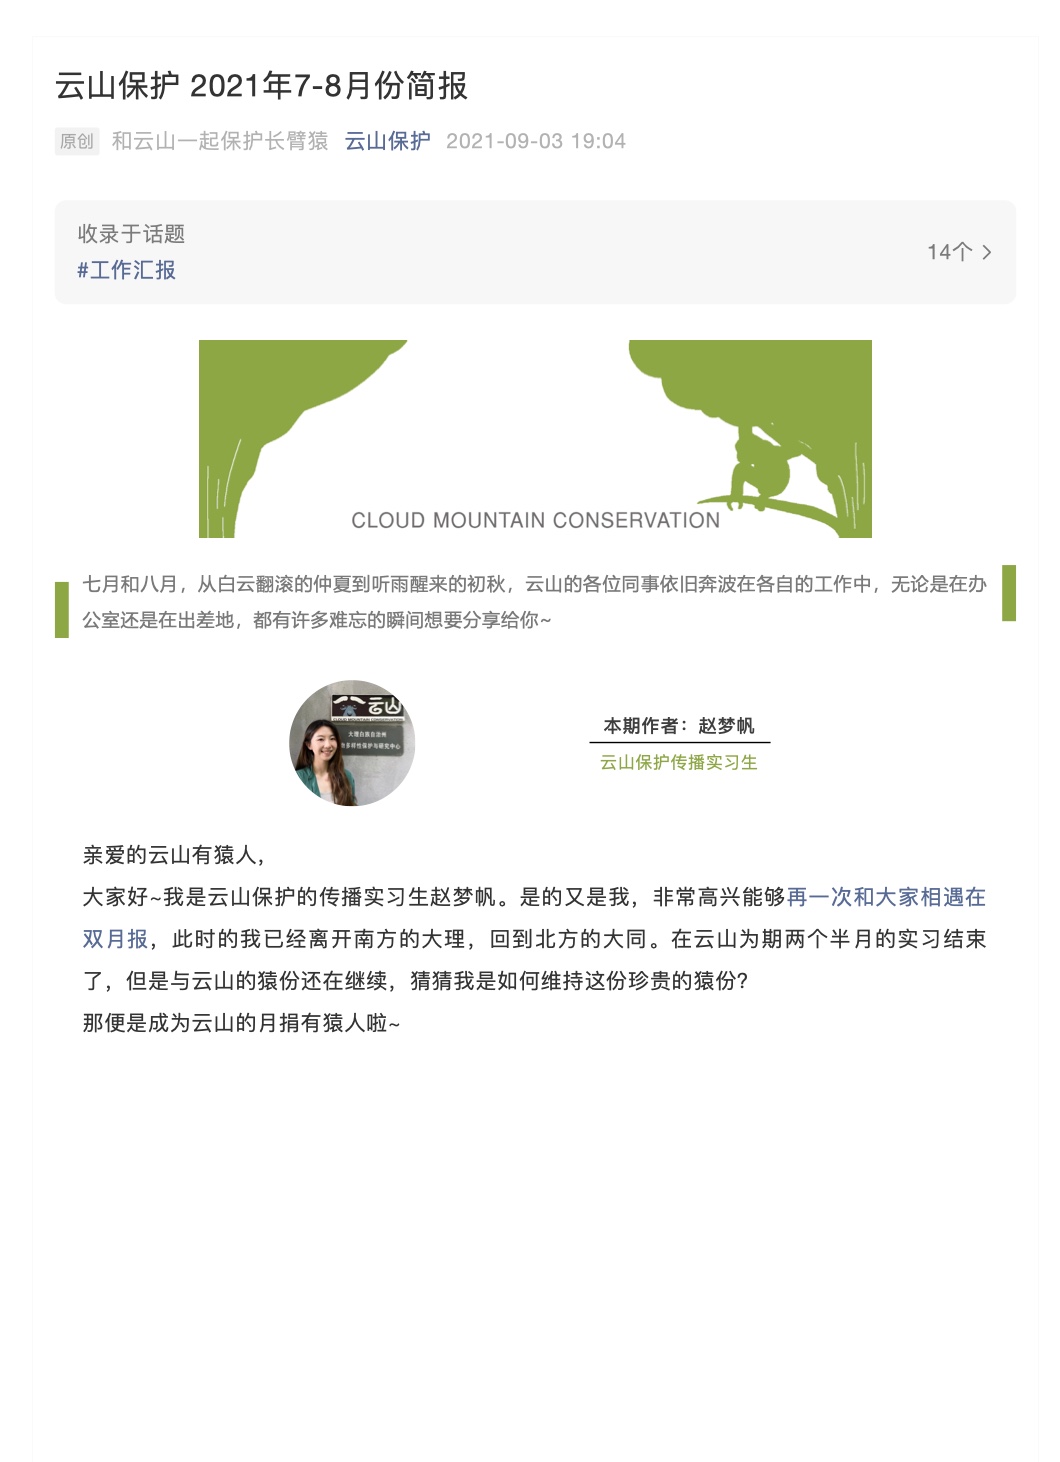 云山保护 2021年7-8月份简报
原创 和云山一起保护长臂猿 云山保护 2021-09-03 19:04
收录于话题
#工作汇报
14个
CLOUD MOUNTAIN CONSERVATION
七月和八月，从白云翻滚的仲夏到听雨醒来的初秋，云山的各位同事依旧奔波在各自的工作中，无论是在办
公室还是在出差地，都有许多难忘的瞬间想要分享给你~
云山
CLOUD MOUNTAIN CONSERVATION
大理白族自治州
多样性保护与研究中心
本期作者：赵梦帆
云山保护传播实习生
亲爱的云山有猿人，
大家好~我是云山保护的传播实习生赵梦帆。是的又是我，非常高兴能够再一次和大家相遇在
双月报，此时的我已经离开南方的大理，回到北方的大同。在云山为期两个半月的实习结束
了，但是与云山的猿份还在继续，猜猜我是如何维持这份珍贵的猿份？
那便是成为云山的月捐有猿人啦~